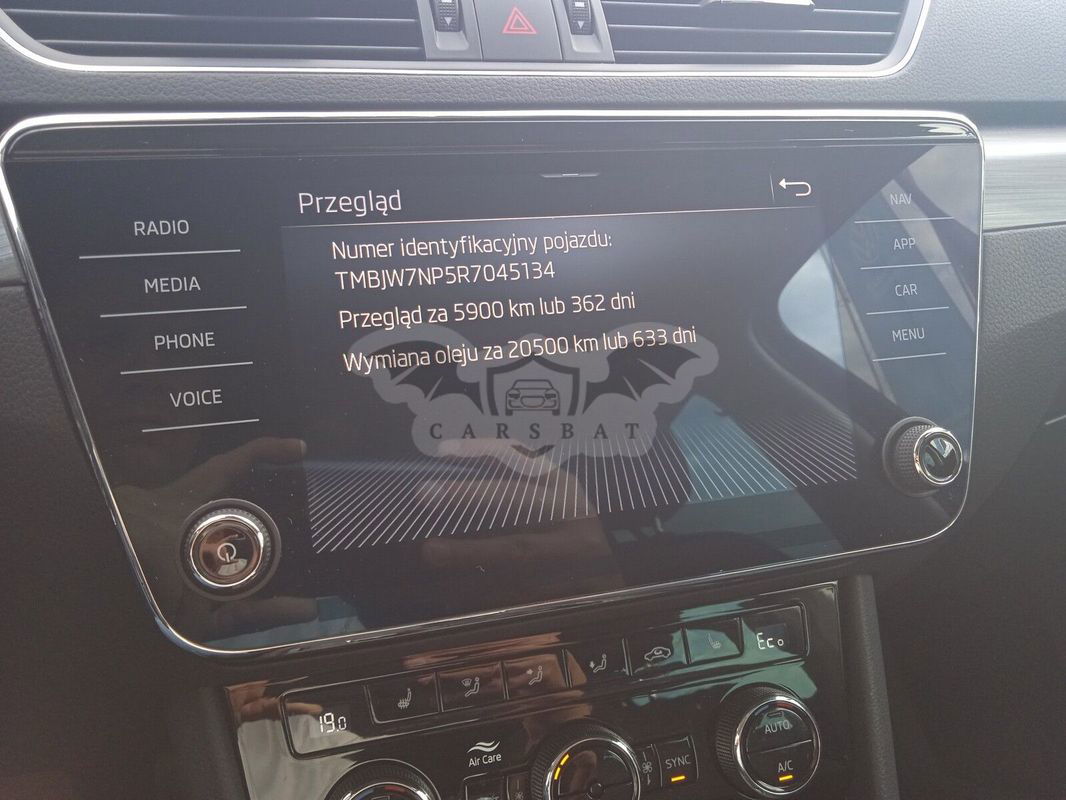 Przegląd
RADIO
MEDIA
PHONE
VOICE
Numer identyfikacyjny pojazdu:
TMBJW7NP5R7045134
Przegląd za 5900 km lub 362 dni
Wymiana oleju za 20500 km lub 633 dni
NAV
APP
CAR
MENU
CARSBAT
Eco
19.0
Air Care
SYNC
AUTO
A/C